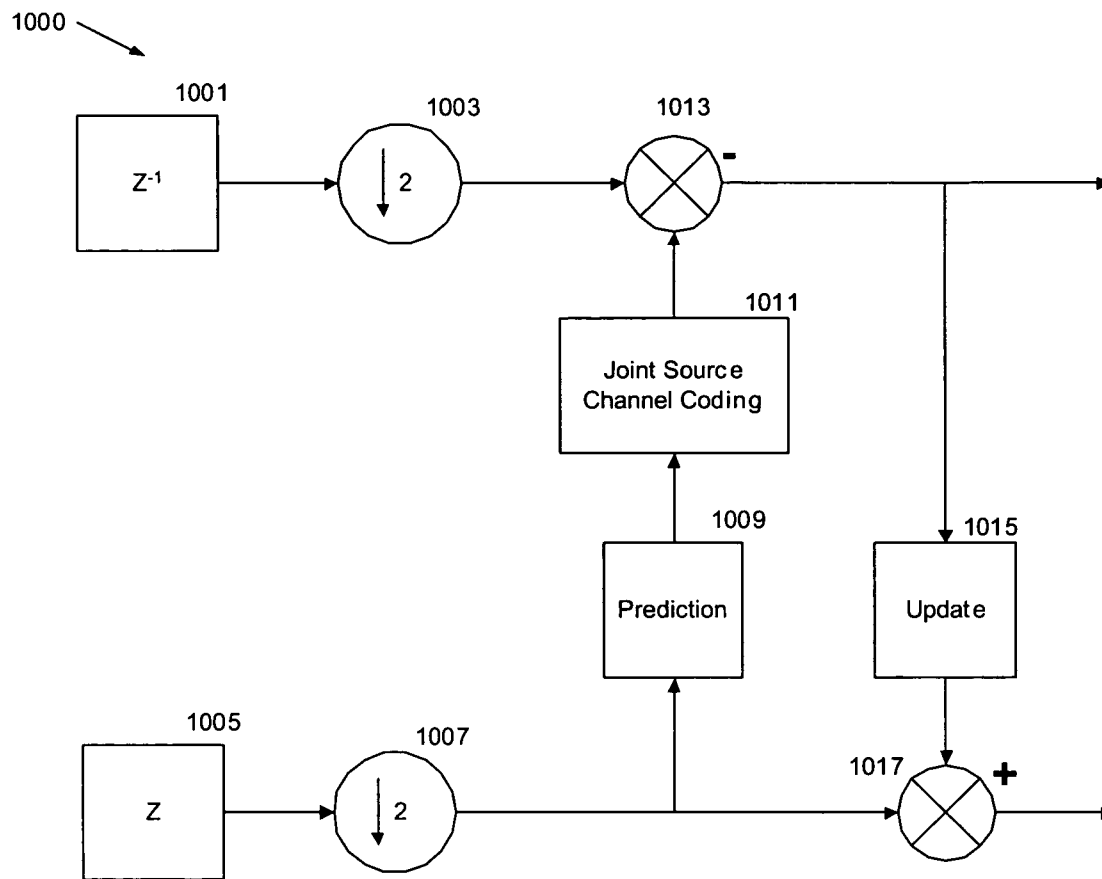 1000
1001
1003
1013
Z⁻¹
↓ 2
-
1011
Joint Source
Channel Coding
1009
1015
Prediction
Update
1005
1007
1017
+
Z
↓ 2